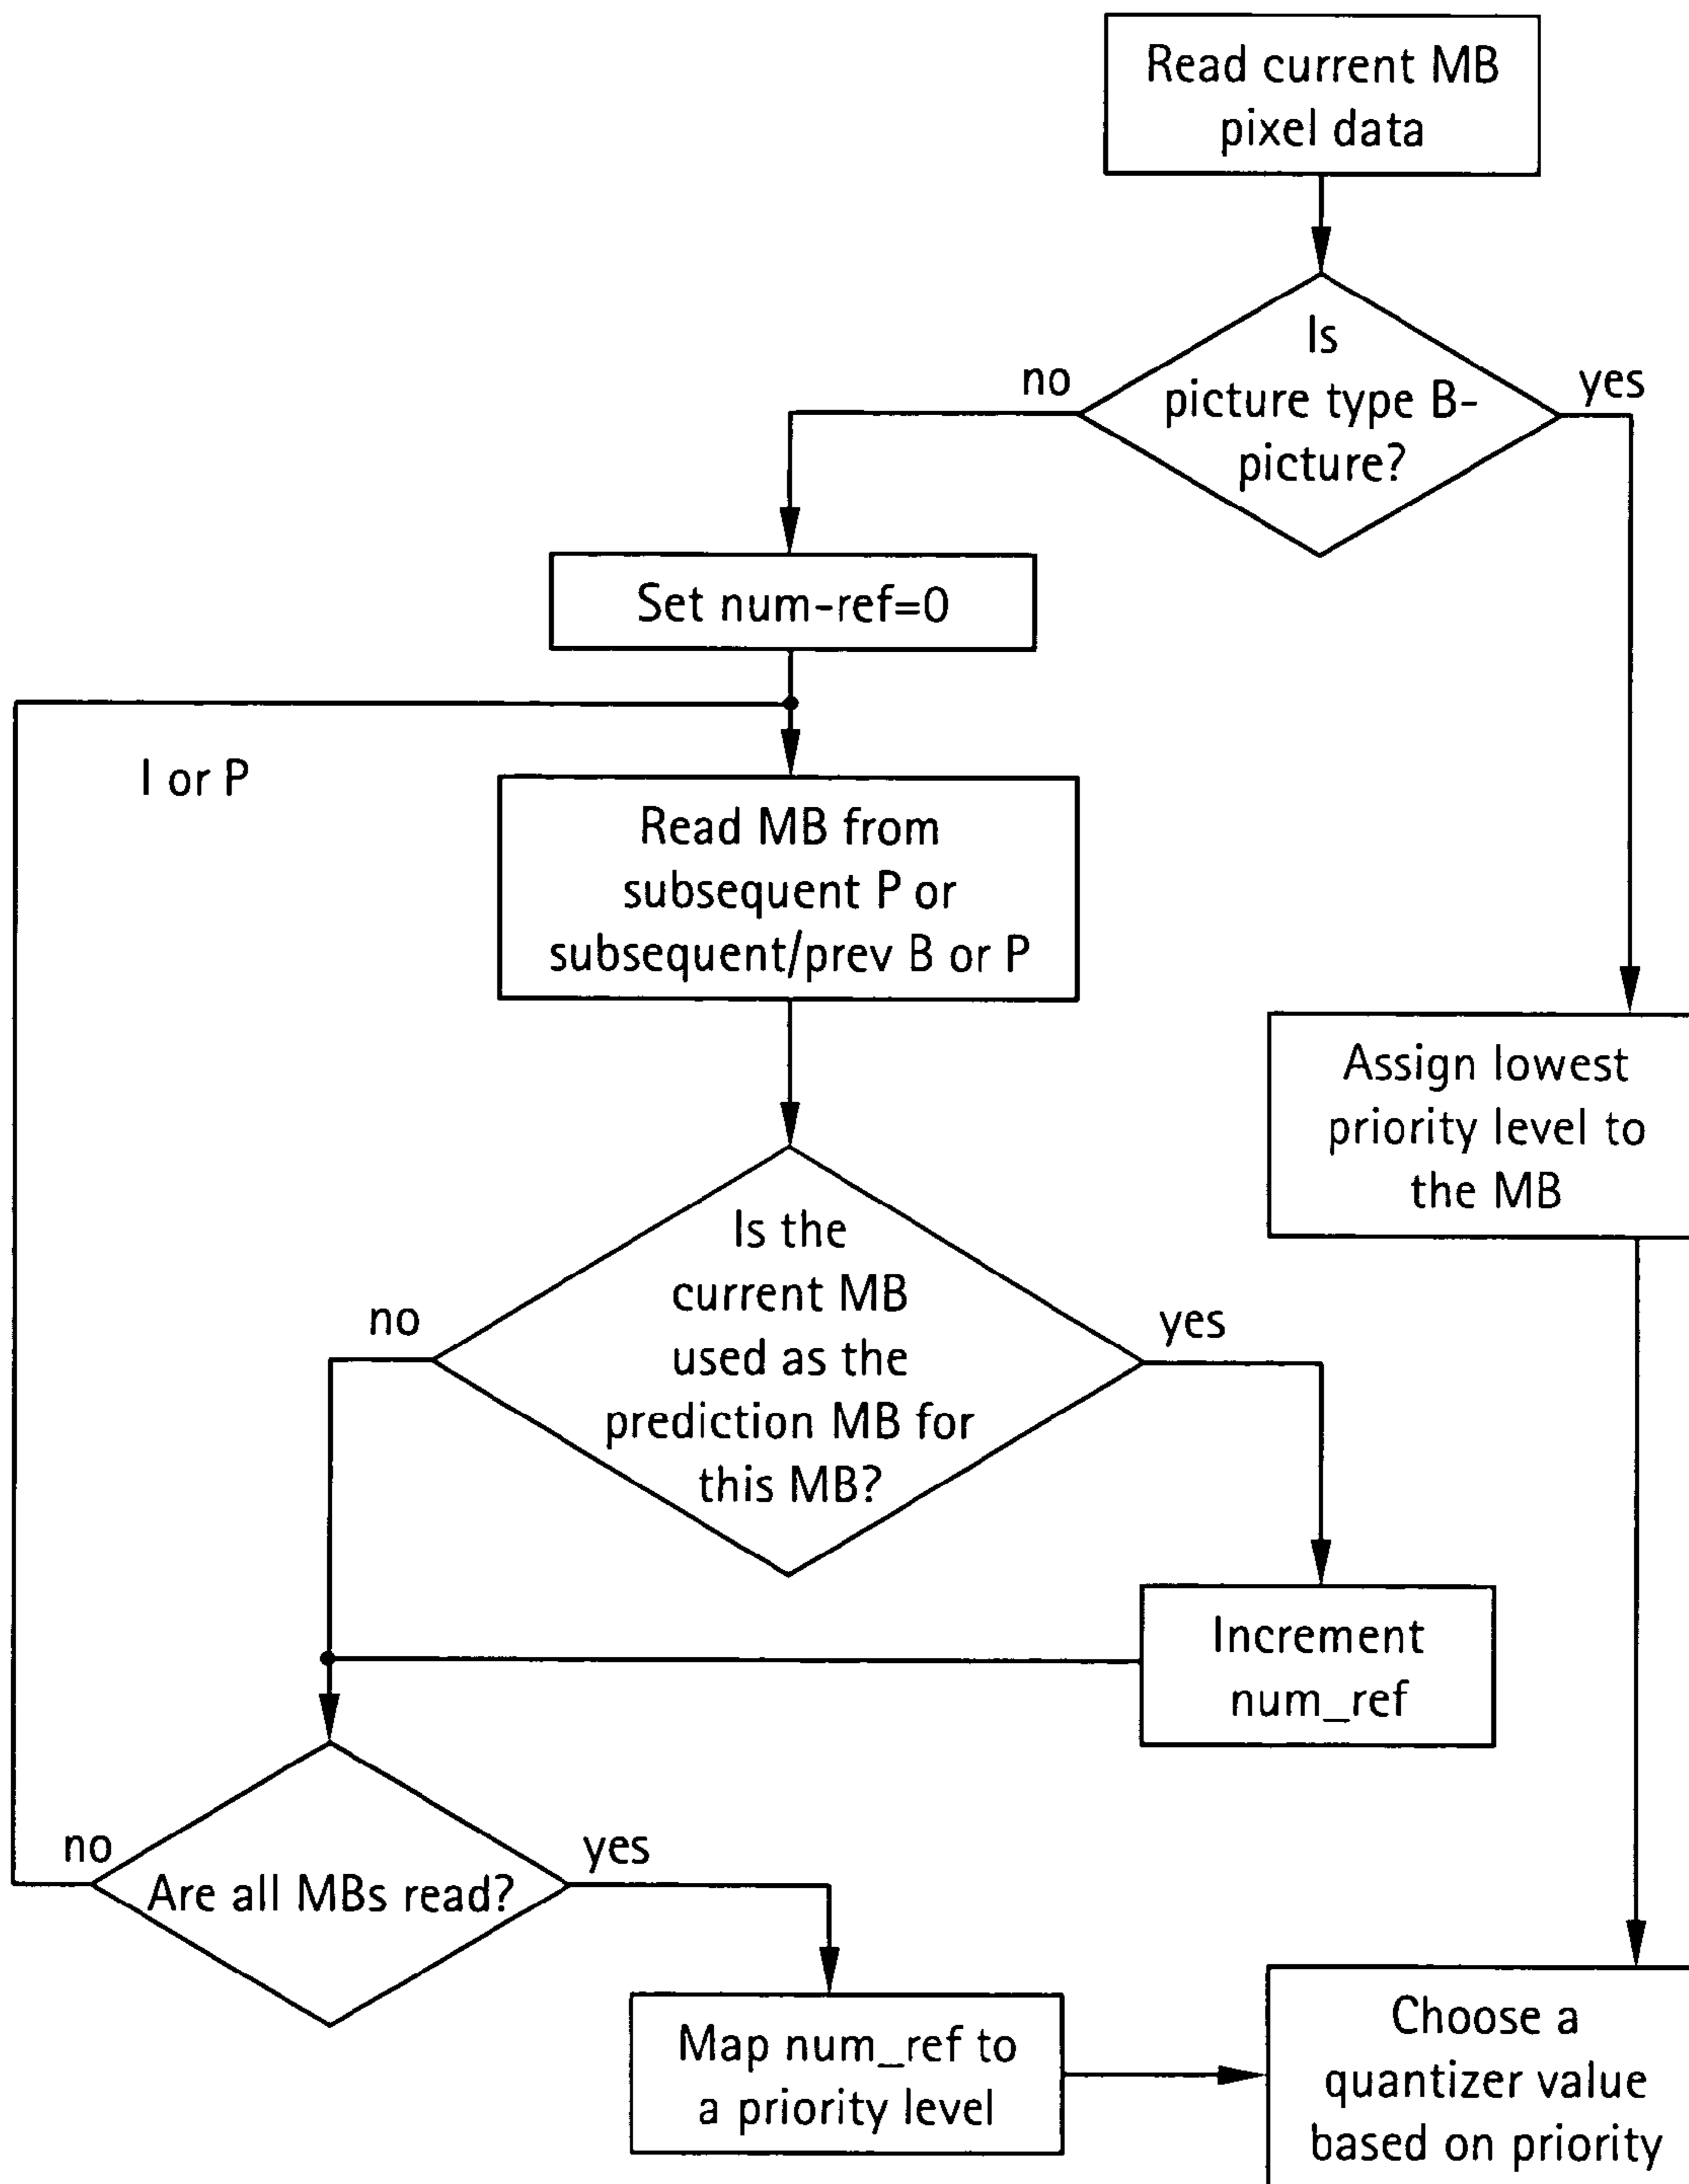 Read current MB
pixel data
Is
picture type B-
picture?
no
yes
Set num-ref=0
I or P
Read MB from
subsequent P or
subsequent/prev B or P
Assign lowest
priority level to
the MB
Is the
current MB
used as the
prediction MB for
this MB?
no
yes
Increment
num_ref
Are all MBs read?
no
yes
Map num_ref to
a priority level
Choose a
quantizer value
based on priority